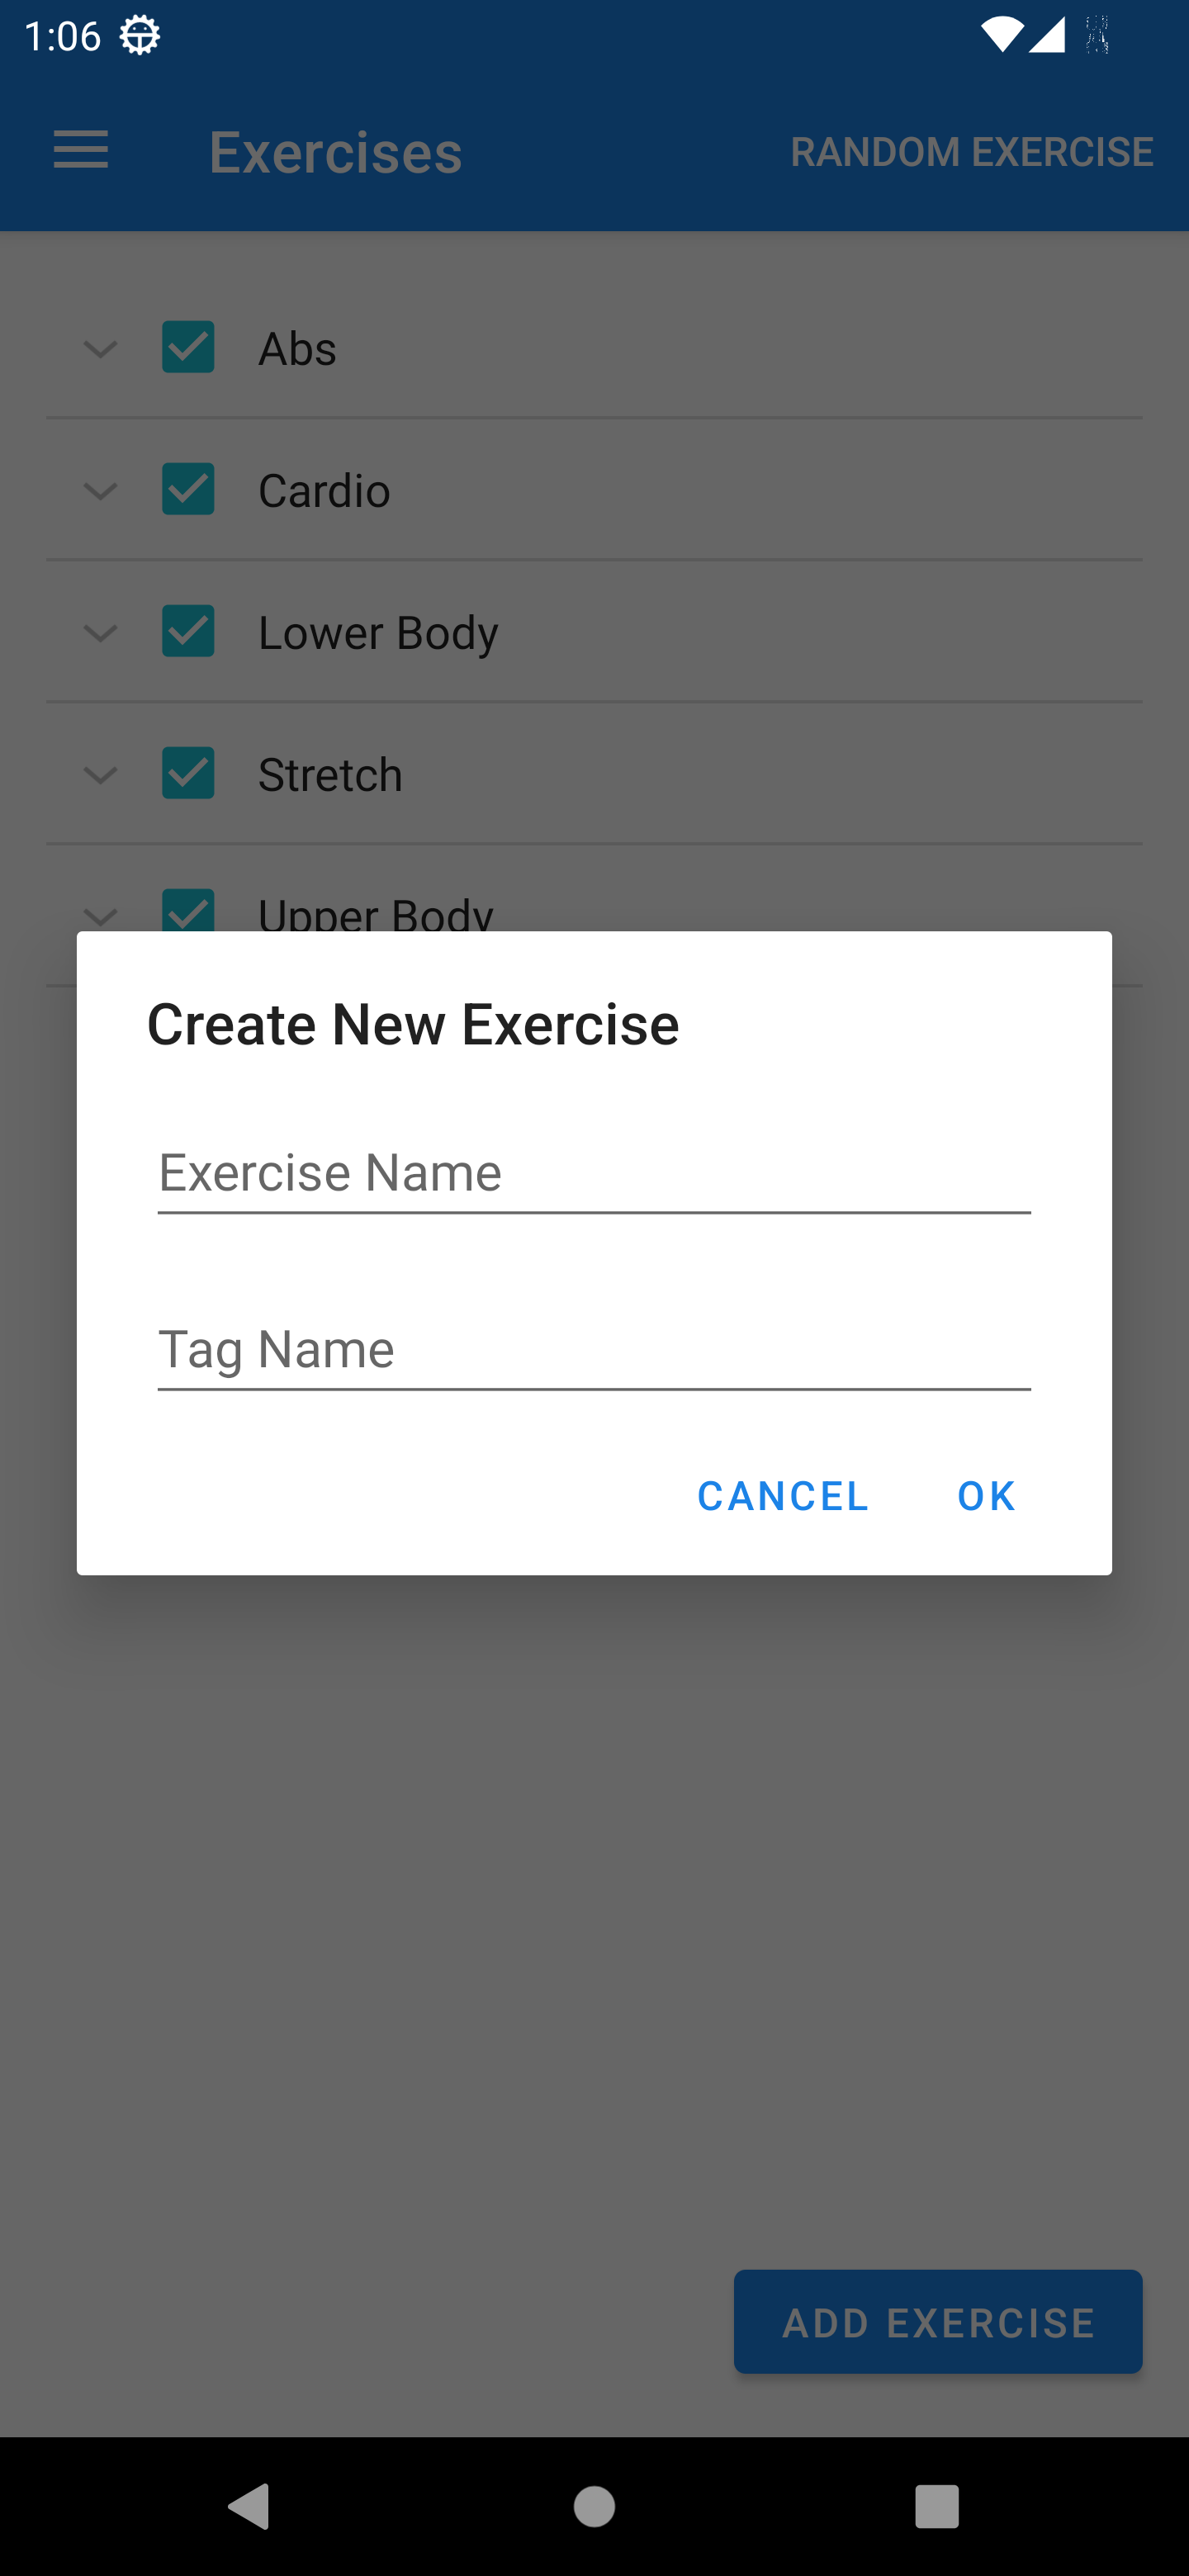 1:06
Exercises
RANDOM EXERCISE
Abs
Cardio
Lower Body
Stretch
Upper Body
Create New Exercise
Exercise Name
Tag Name
CANCEL
OK
ADD EXERCISE